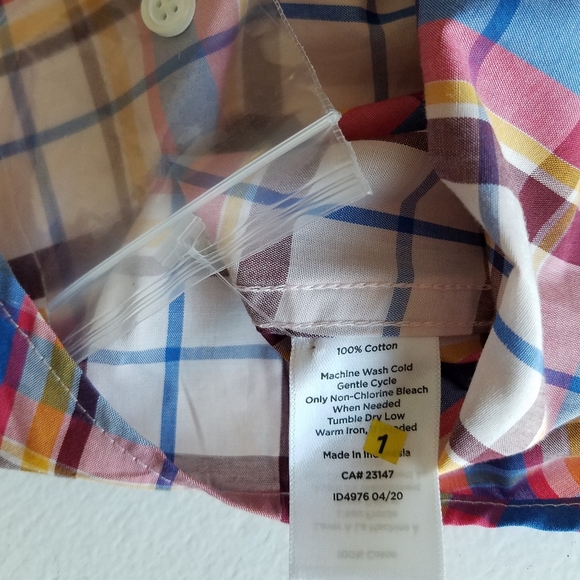 100% Cotton
Machine Wash Cold
Gentle Cycle
Only Non-Chlorine Bleach
When Needed
Tumble Dry Low
Warm Iron,
1
Made in
CA# 23147
ID4976 04/20